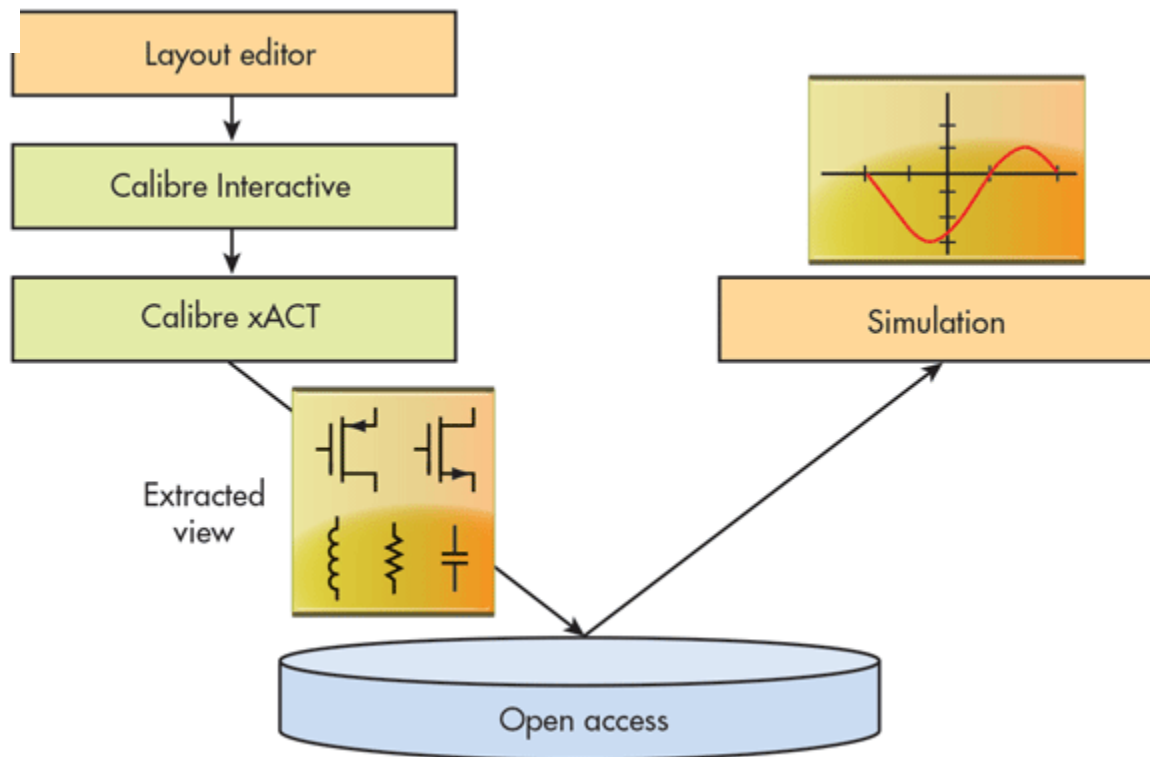 Layout editor
Calibre Interactive
Calibre xACT
Simulation
Extracted
view
Open access